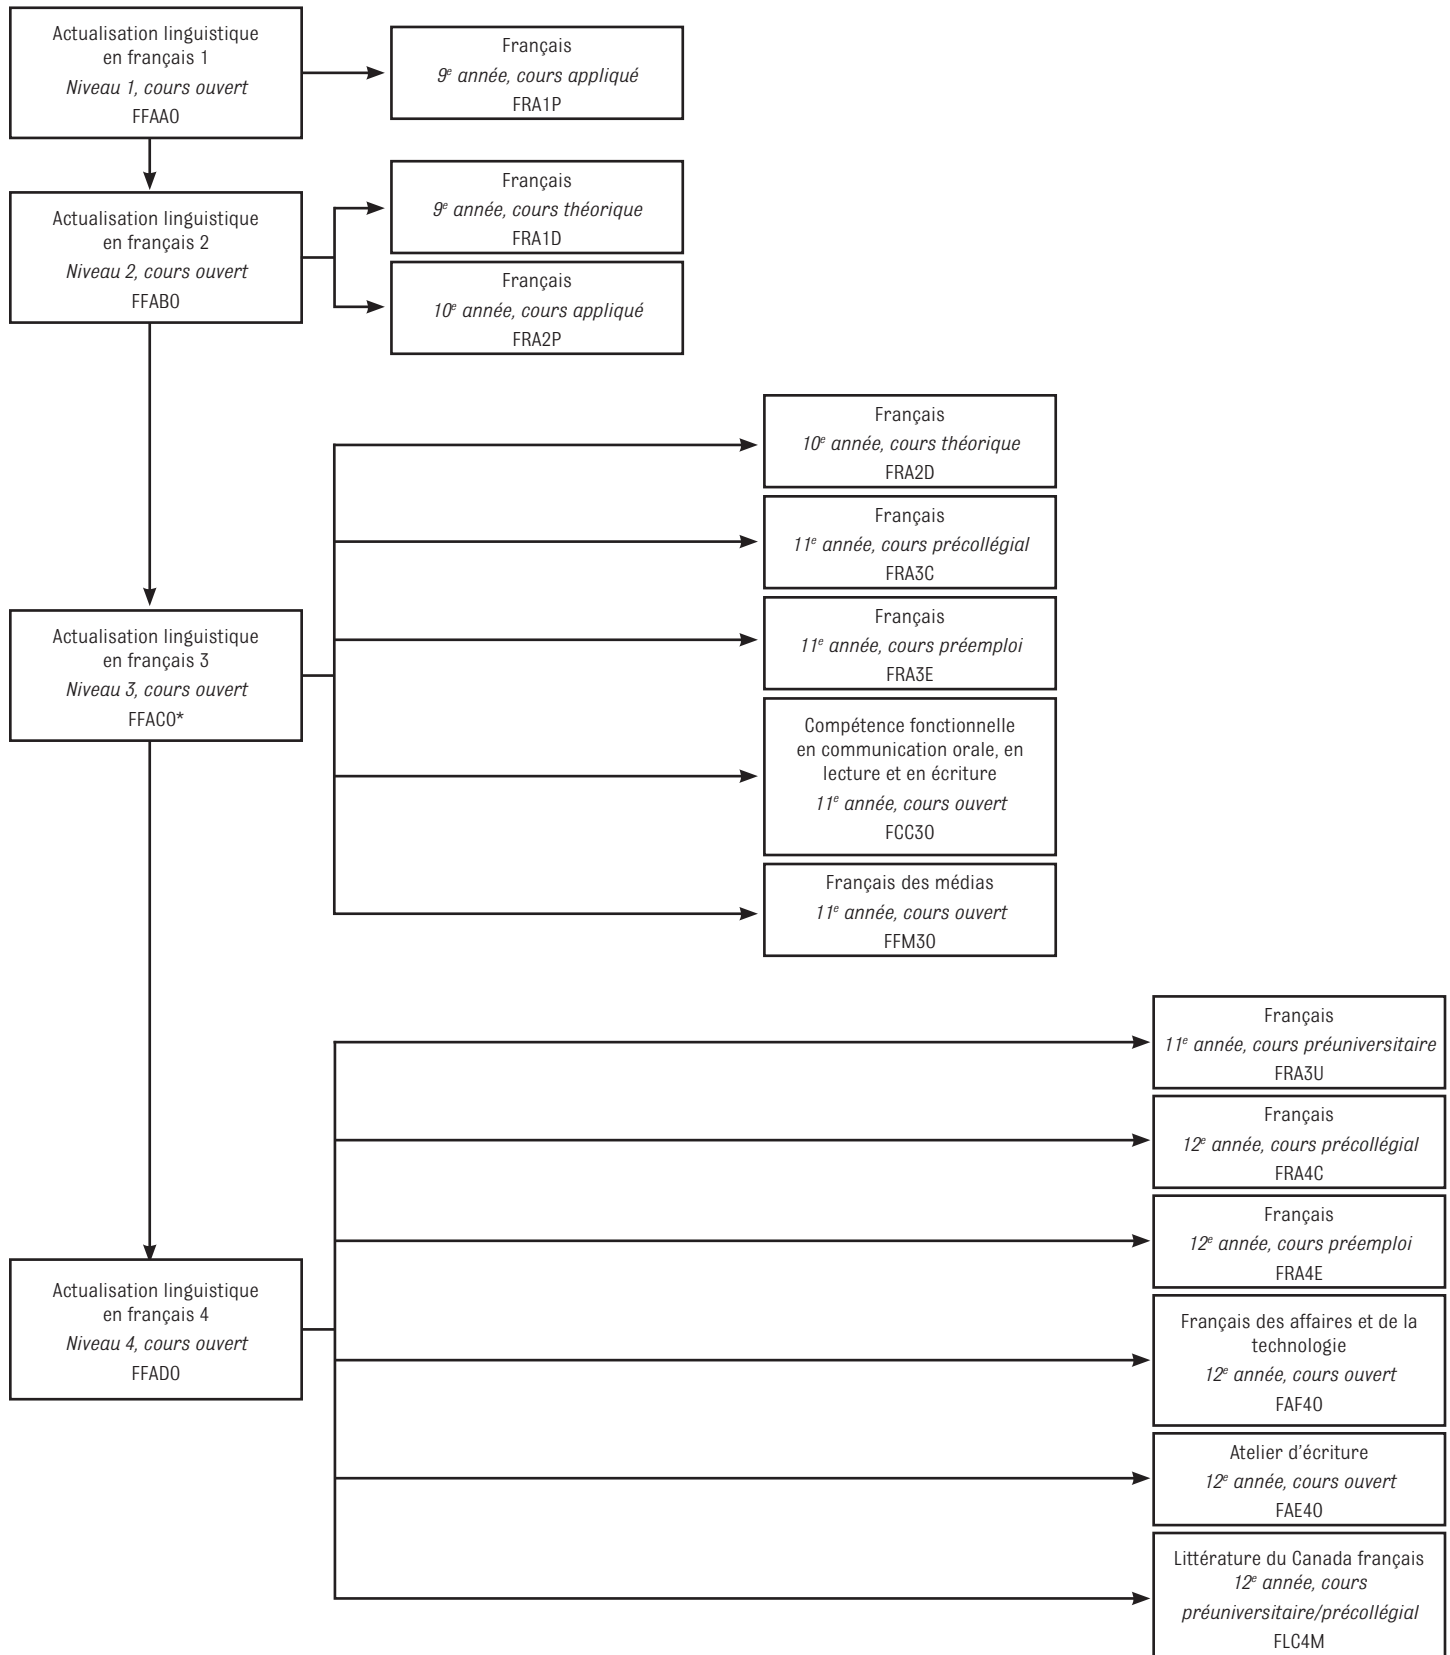 Actualisation linguistique
en français 1
Niveau 1, cours ouvert
FFAAO
Français
9e année, cours appliqué
FRA1P
Actualisation linguistique
en français 2
Niveau 2, cours ouvert
FFABO
Français
9e année, cours théorique
FRA1D
Français
10e année, cours appliqué
FRA2P
Actualisation linguistique
en français 3
Niveau 3, cours ouvert
FFACO*
Français
10e année, cours théorique
FRA2D
Français
11e année, cours précollégial
FRA3C
Français
11e année, cours préemploi
FRA3E
Compétence fonctionnelle
en communication orale, en
lecture et en écriture
11e année, cours ouvert
FCC3O
Français des médias
11e année, cours ouvert
FFM3O
Actualisation linguistique
en français 4
Niveau 4, cours ouvert
FFADO
Français
11e année, cours préuniversitaire
FRA3U
Français
12e année, cours précollégial
FRA4C
Français
12e année, cours préemploi
FRA4E
Français des affaires et de la
technologie
12e année, cours ouvert
FAF4O
Atelier d'écriture
12e année, cours ouvert
FAE4O
Littérature du Canada français
12e année, cours
préuniversitaire/précollégial
FLC4M